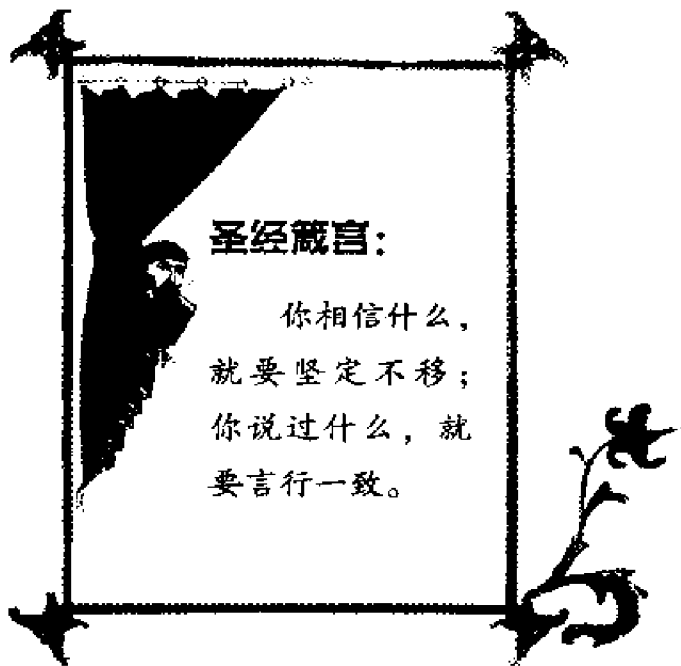 圣经箴言：
你相信什么，
就要坚定不移；
你说过什么，就
要言行一致。